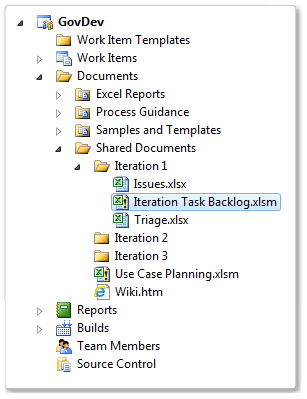 GovDev
Work Item Templates
Work Items
Documents
Excel Reports
Process Guidance
Samples and Templates
Shared Documents
Iteration 1
Issues.xlsx
Iteration Task Backlog.xlsm
Triage.xlsx
Iteration 2
Iteration 3
Use Case Planning.xlsm
Wiki.htm
Reports
Builds
Team Members
Source Control